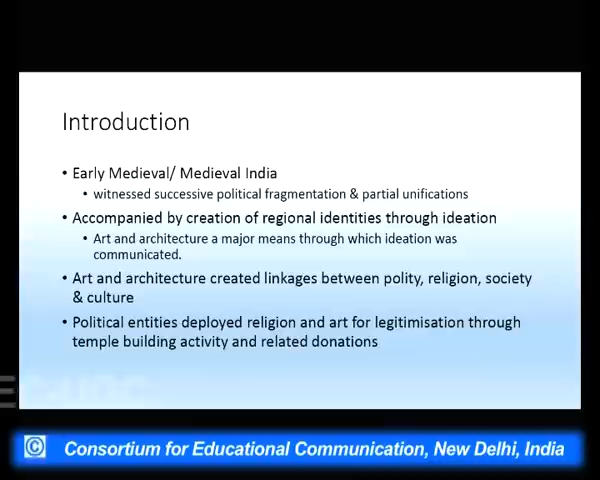 Introduction
• Early Medieval/ Medieval India
• witnessed successive political fragmentation & partial unifications
• Accompanied by creation of regional identities through ideation
• Art and architecture a major means through which ideation was
communicated.
• Art and architecture created linkages between polity, religion, society
& culture
• Political entities deployed religion and art for legitimisation through
temple building activity and related donations
© Consortium for Educational Communication, New Delhi, India